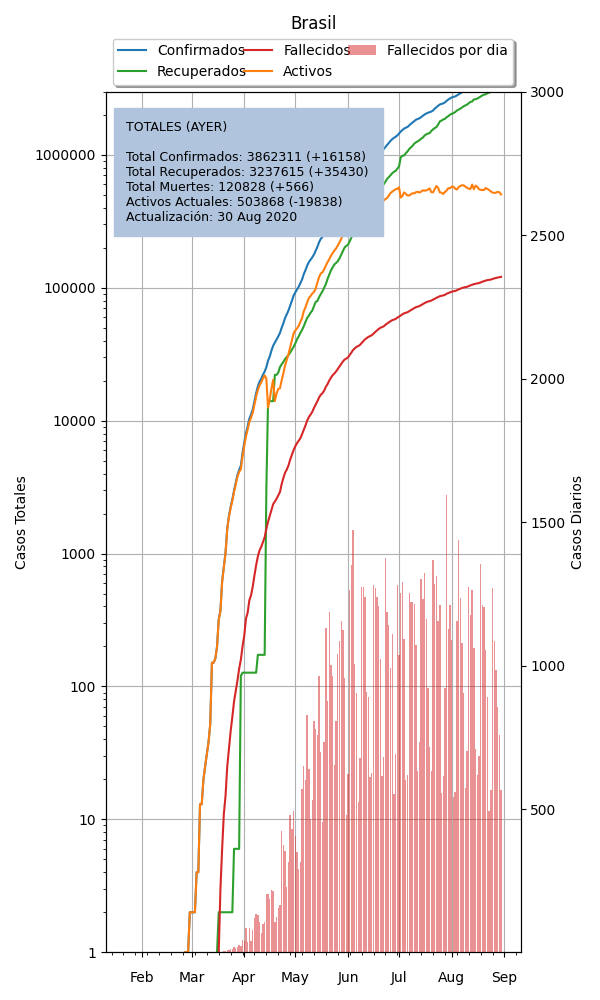 Brasil
Confirmados Fallecidos Fallecidos por dia
Recuperados Activos
TOTALES (AYER)
Total Confirmados: 3862311 (+16158)
Total Recuperados: 3237615 (+35430)
Total Muertes: 120828 (+566)
Activos Actuales: 503868 (-19838)
Actualización: 30 Aug 2020
Casos Totales
1000000
100000
10000
1000
100
10
1
3000
2500
2000
1500
1000
500
Casos Diarios
Feb Mar Apr May Jun Jul Aug Sep